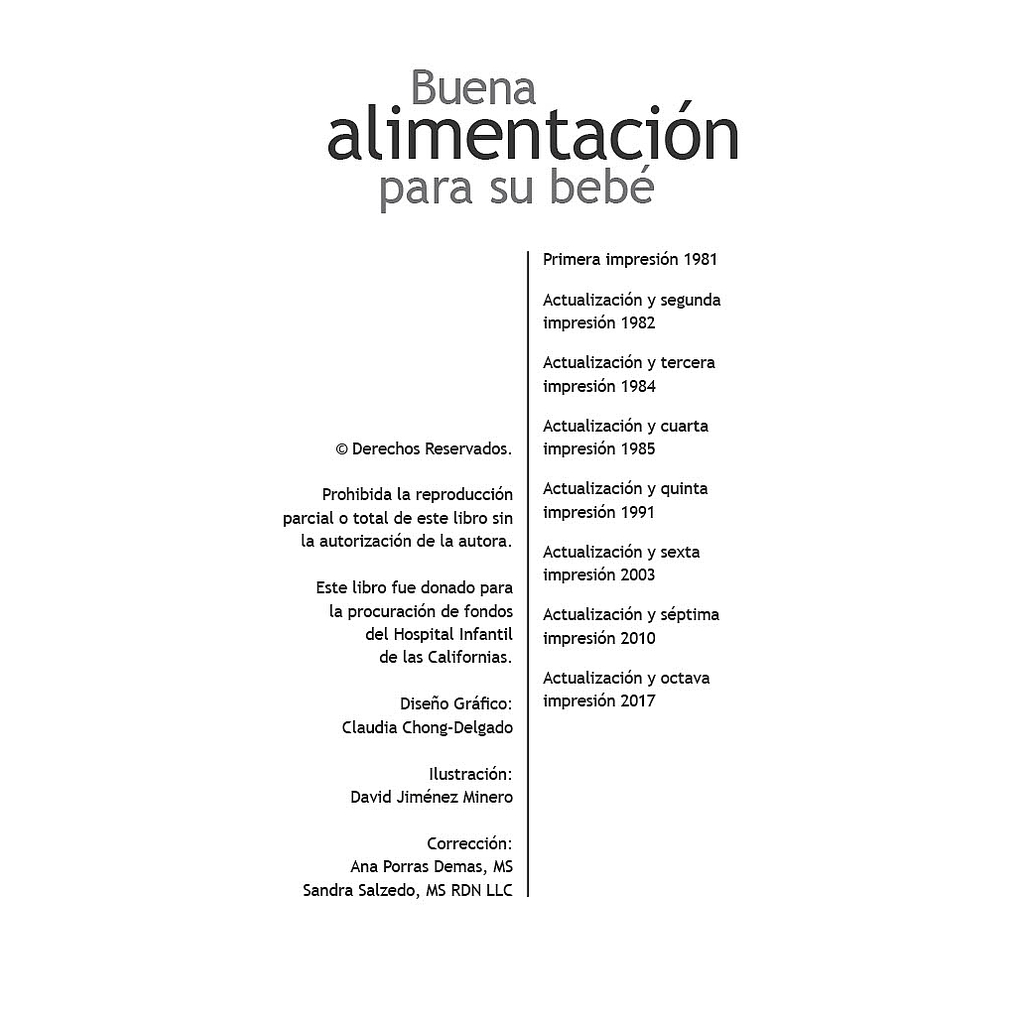 Buena
alimentación
para su bebé
© Derechos Reservados.
Prohibida la reproducción
parcial o total de este libro sin
la autorización de la autora.
Este libro fue donado para
la procuración de fondos
del Hospital Infantil
de las Californias.
Diseño Gráfico:
Claudia Chong-Delgado
Ilustración:
David Jiménez Minero
Corrección:
Ana Porras Demas, MS
Sandra Salzedo, MS RDN LLC
Primera impresión 1981
Actualización y segunda
impresión 1982
Actualización y tercera
impresión 1984
Actualización y cuarta
impresión 1985
Actualización y quinta
impresión 1991
Actualización y sexta
impresión 2003
Actualización y séptima
impresión 2010
Actualización y octava
impresión 2017